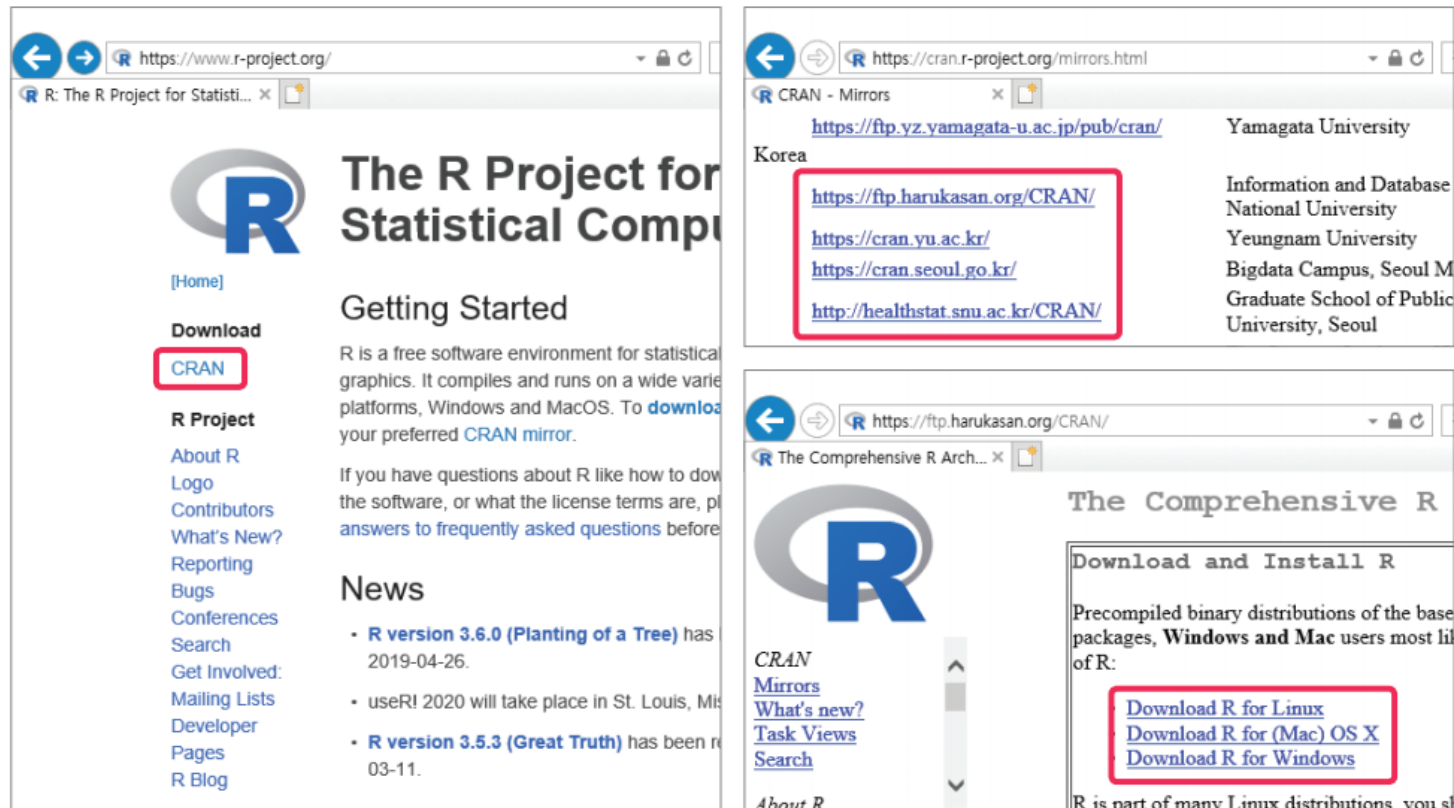 https://www.r-project.org/
R: The R Project for Statisti...
R
The R Project for
Statistical
[Home]
Download
CRAN
R Project
About R
Logo
Contributors
What's New?
Reporting
Bugs
Conferences
Search
Get Involved:
Mailing Lists
Developer
Pages
R Blog
Getting Started
R is a free software environment for statistical
graphics. It compiles and runs on a wide
platforms, Windows and MacOS. To
your preferred CRAN mirror.
If you have questions about R like how to
the software, or what the license terms are,
answers to frequently asked questions before
News
• R version 3.6.0 (Planting of a Tree) has
2019-04-26.
• useR! 2020 will take place in St. Louis,
• R version 3.5.3 (Great Truth) has been
03-11.
https://cran.r-project.org/mirrors.html
CRAN - Mirrors
https://ftp.yz.yamagata-u.ac.jp/pub/cran/ Yamagata University
Korea
https://ftp.harukasan.org/CRAN/ Information and Database
National University
https://cran.yu.ac.kr/ Yeungnam University
https://cran.seoul.go.kr/ Bigdata Campus, Seoul M
http://healthstat.snu.ac.kr/CRAN/ Graduate School of Public
University, Seoul
https://ftp.harukasan.org/CRAN/
The Comprehensive R Arch...
R
CRAN
Mirrors
What's new?
Task Views
Search
About R
The Comprehensive R
Download and Install R
Precompiled binary distributions of the base
packages, Windows and Mac users most
of R:
• Download R for Linux
• Download R for (Mac) OS X
• Download R for Windows
R is part of many Linux distributions, you